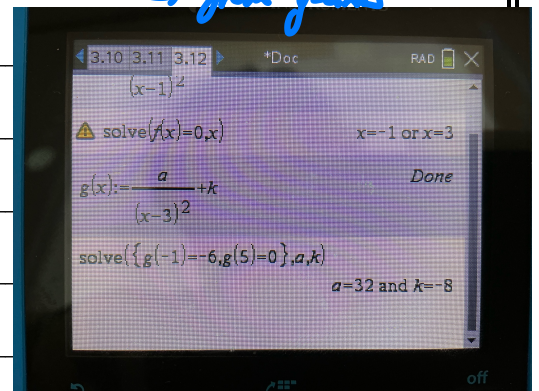 3.10 3.11 3.12 *Doc RAD
(x-1)²
solve(f(x)=0,x) x=-1 or x=3
g(x):=a/(x-3)²+k Done
solve({g(-1)=-6,g(5)=0},a,k)
a=32 and k=-8
off